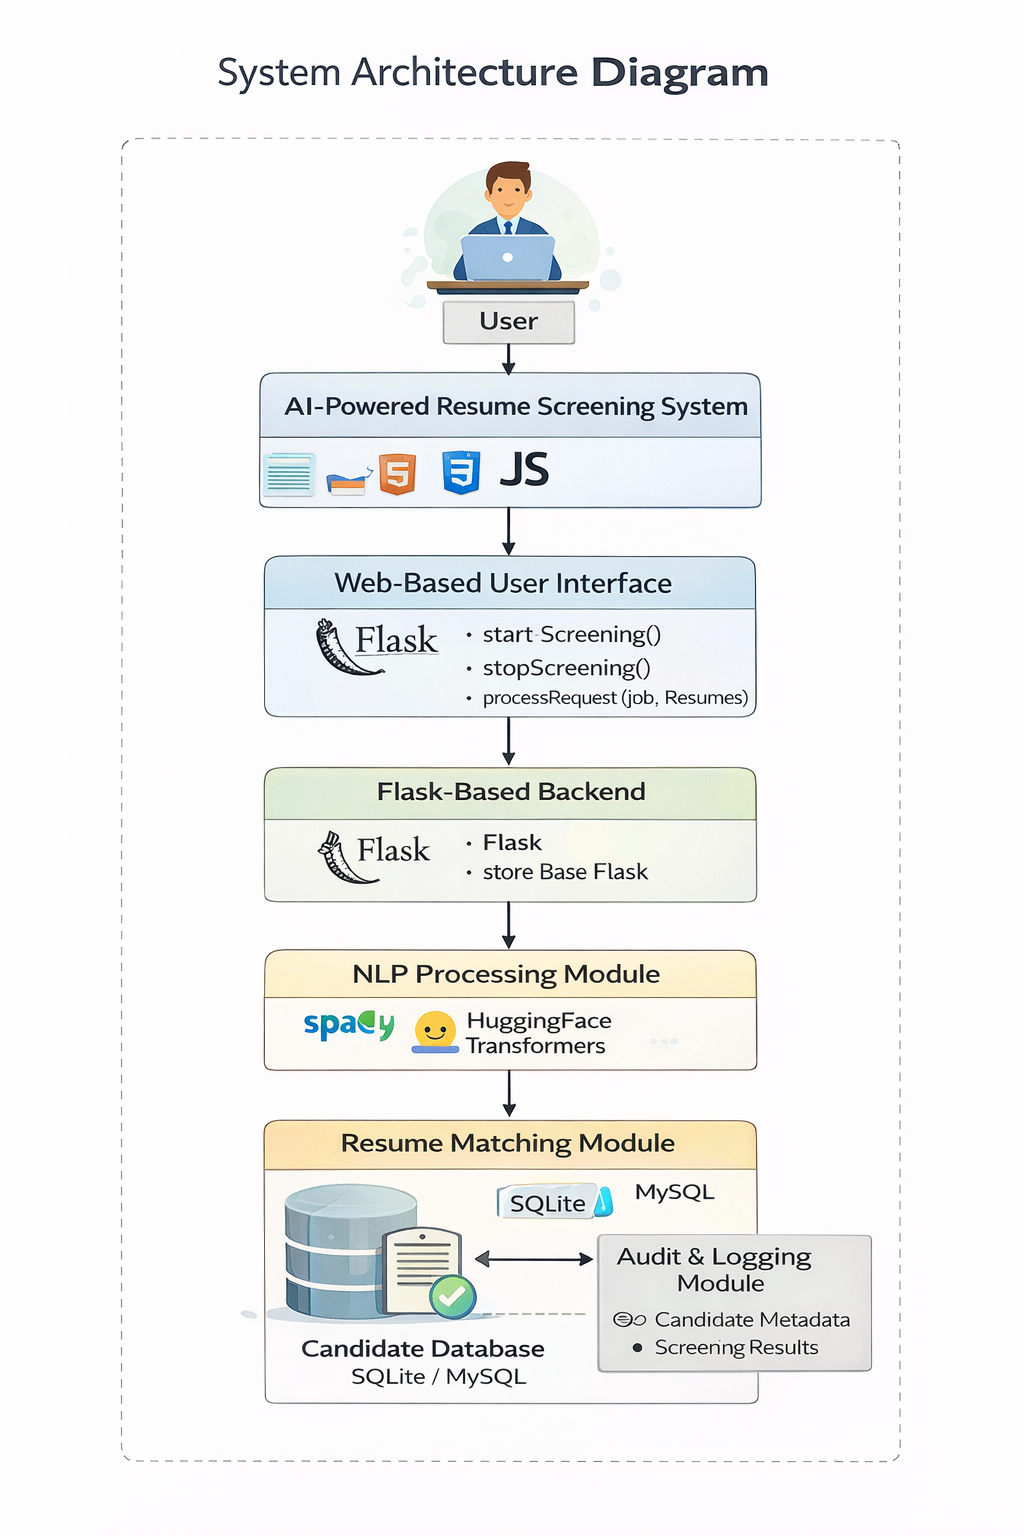 System Architecture Diagram
User
AI-Powered Resume Screening System
5
3
JS
Web-Based User Interface
Flask
• start-Screening()
• stopScreening()
• processRequest (job, Resumes)
Flask-Based Backend
Flask
• Flask
• store Base Flask
NLP Processing Module
spaCy
HuggingFace
Transformers
Resume Matching Module
SQLite
MySQL
Audit & Logging
Module
Candidate Metadata
• Screening Results
Candidate Database
SQLite / MySQL